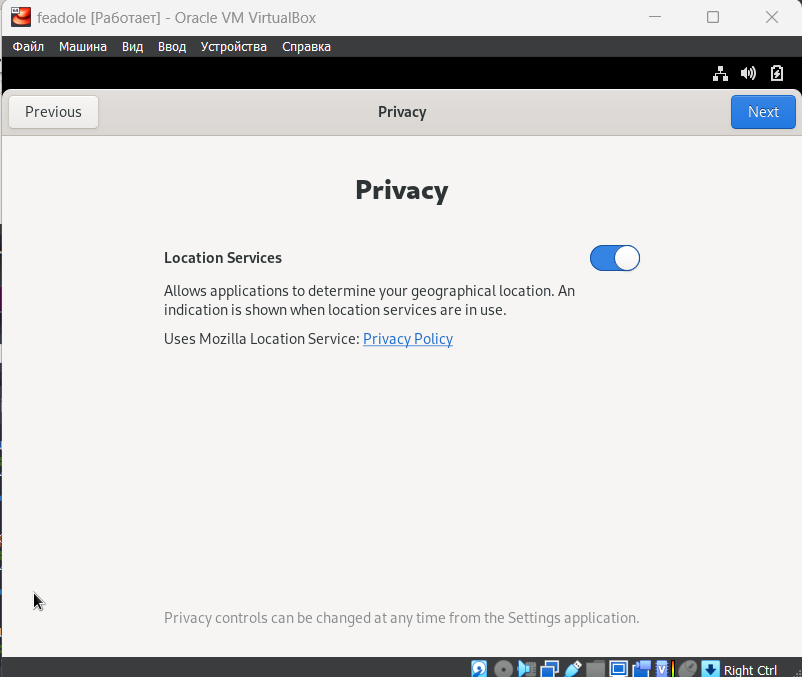 feadole [Работает] - Oracle VM VirtualBox
Файл Машина Вид Ввод Устройства Справка
Previous Privacy Next
Privacy
Location Services
Allows applications to determine your geographical location. An
indication is shown when location services are in use.
Uses Mozilla Location Service: Privacy Policy
Privacy controls can be changed at any time from the Settings application.
Right Ctrl